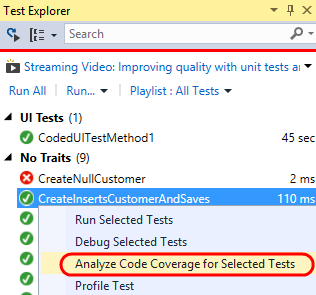 Test Explorer
Search
Streaming Video: Improving quality with unit tests a
Run All | Run... | Playlist : All Tests
UI Tests (1)
CodedUITestMethod1 45 sec
No Traits (9)
CreateNullCustomer 2 ms
CreateInsertsCustomerAndSaves 110 ms
Run Selected Tests
Debug Selected Tests
Analyze Code Coverage for Selected Tests
Profile Test